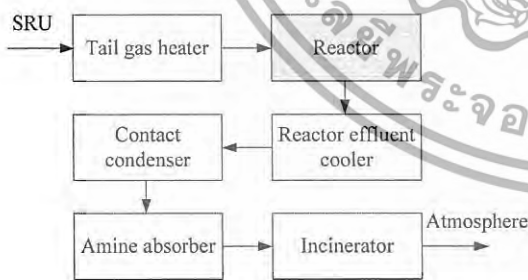 SRU
Tail gas heater
Reactor
Contact
condenser
Reactor effluent
cooler
Amine absorber
Incinerator
Atmosphere